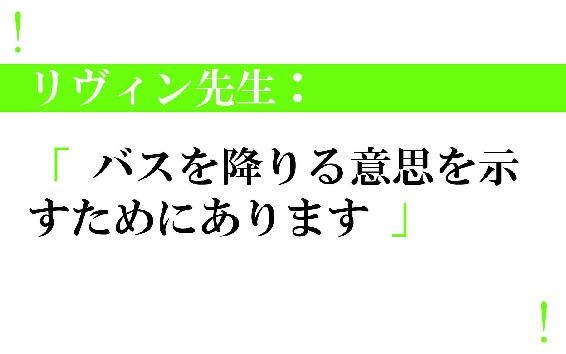 !
リヴィン先生：
「 バスを降りる意思を示
すためにあります 」
!